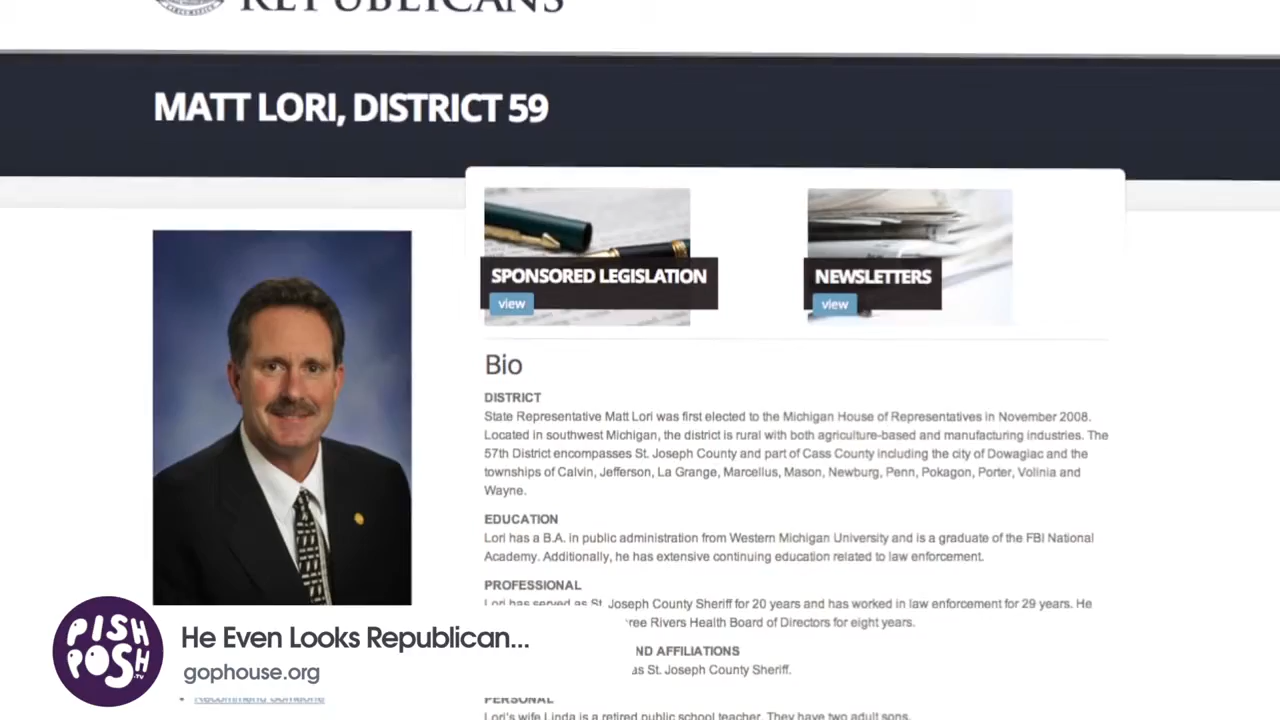 REPUBLICANS
MATT LORI, DISTRICT 59
SPONSORED LEGISLATION
view
NEWSLETTERS
view
Bio
DISTRICT
State Representative Matt Lori was first elected to the Michigan House of Representatives in November 2008.
Located in southwest Michigan, the district is rural with both agriculture-based and manufacturing industries. The
57th District encompasses St. Joseph County and part of Cass County including the city of Dowagiac and the
townships of Calvin, Jefferson, La Grange, Marcellus, Mason, Newburg, Penn, Pokagon, Porter, Volinia and
Wayne.
EDUCATION
Lori has a B.A. in public administration from Western Michigan University and is a graduate of the FBI National
Academy. Additionally, he has extensive continuing education related to law enforcement.
PROFESSIONAL
Lori has served as St. Joseph County Sheriff for 20 years and has worked in law enforcement for 29 years. He
ree Rivers Health Board of Directors for eight years.
ND AFFILIATIONS
as St. Joseph County Sheriff.
PERSONAL
Lori's wife Linda is a retired public school teacher. They have two adult sons.
PISH
POSH
.TV
He Even Looks Republican...
gophouse.org
Recommend Someone